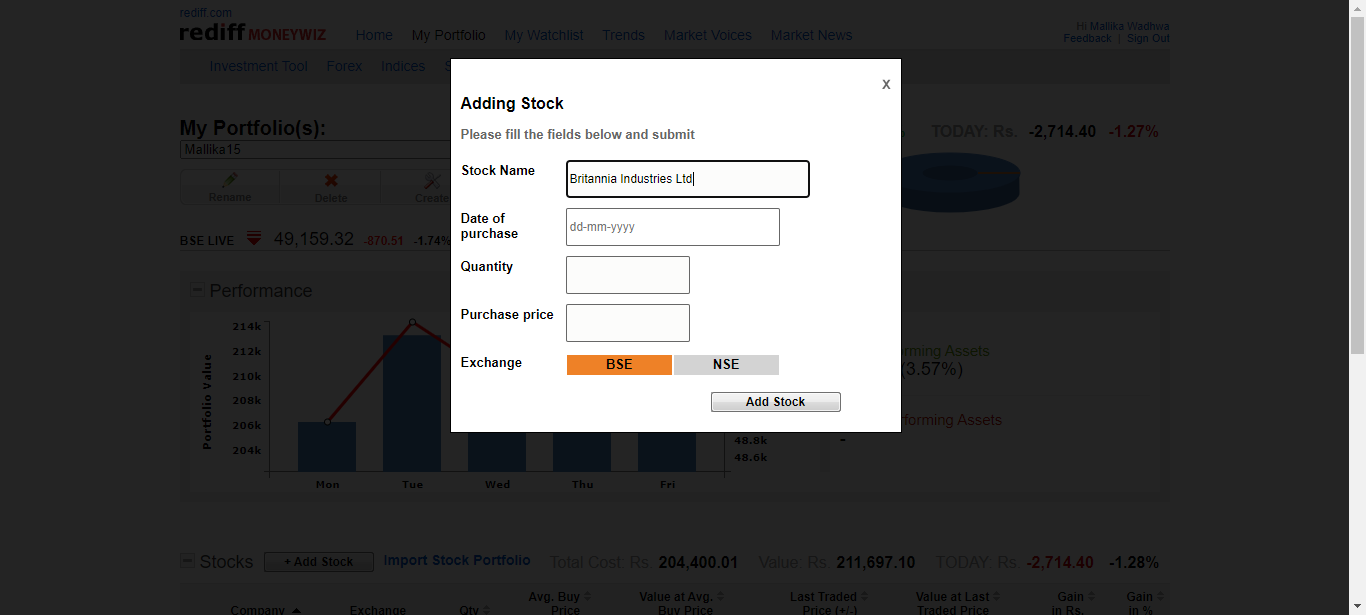 rediff.com
rediff MONEYWIZ
Home My Portfolio My Watchlist Trends Market Voices Market News
Hi Mallika Wadhwa
Feedback | Sign Out
Investment Tool Forex Indices
My Portfolio(s):
Mallika15
TODAY: Rs. -2,714.40 -1.27%
Rename Delete Create
BSE LIVE 49,159.32 -870.51 -1.74%
X
Adding Stock
Please fill the fields below and submit
Stock Name Britannia Industries Ltd
Date of
purchase
dd-mm-yyyy
Quantity
Purchase price
Exchange BSE NSE
Add Stock
Performance
Portfolio Value
214k
212k
210k
208k
206k
204k
Mon Tue Wed Thu Fri
48.8k
48.6k
rming Assets
(3.57%)
forming Assets
-
Stocks + Add Stock Import Stock Portfolio Total Cost: Rs. 204,400.01 Value: Rs. 211,697.10 TODAY: Rs. -2,714.40 -1.28%
Company Exchange Qty Avg. Buy Price Value at Avg. Buy Price Last Traded Price (+/-) Value at Last Traded Price Gain in Rs. Gain in %